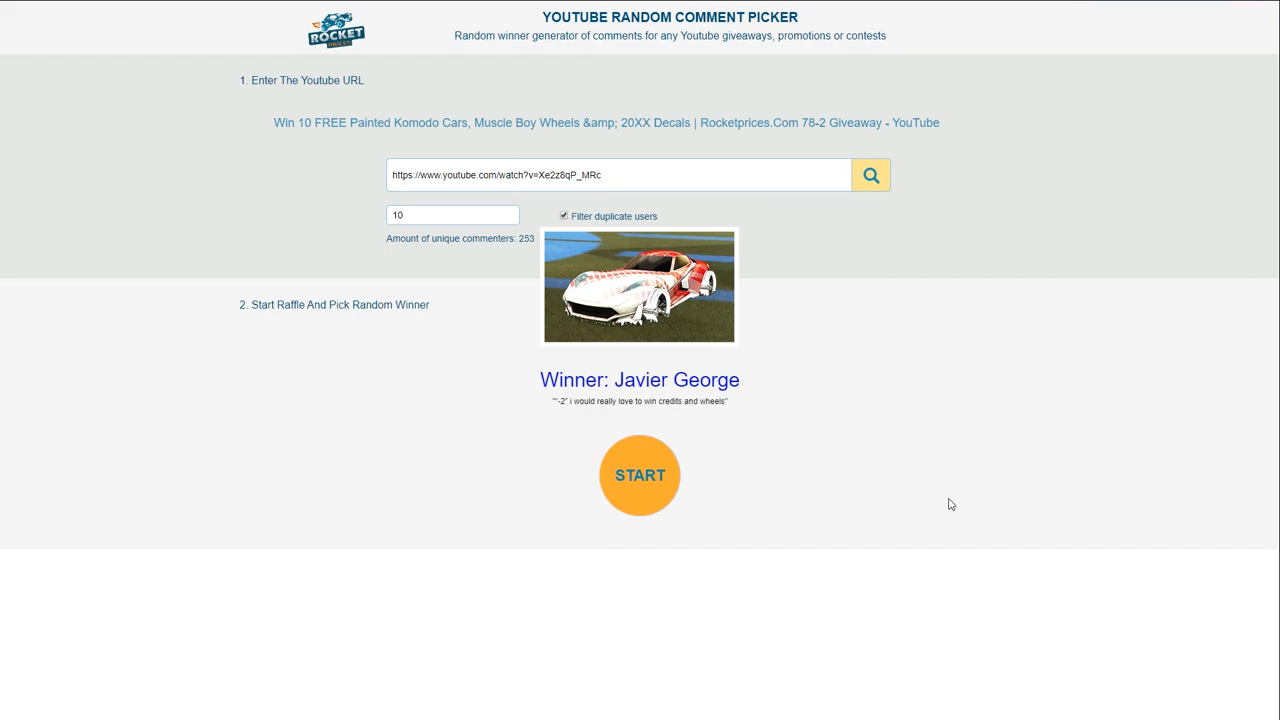 ROCKET
PRICES
YOUTUBE RANDOM COMMENT PICKER
Random winner generator of comments for any Youtube giveaways, promotions or contests
1. Enter The Youtube URL
Win 10 FREE Painted Komodo Cars, Muscle Boy Wheels &amp; 20XX Decals | Rocketprices.Com 78-2 Giveaway - YouTube
https://www.youtube.com/watch?v=Xe2z8qP_MRc
10
Filter duplicate users
Amount of unique commenters: 253
2. Start Raffle And Pick Random Winner
Winner: Javier George
"“-2” i would really love to win credits and wheels"
START